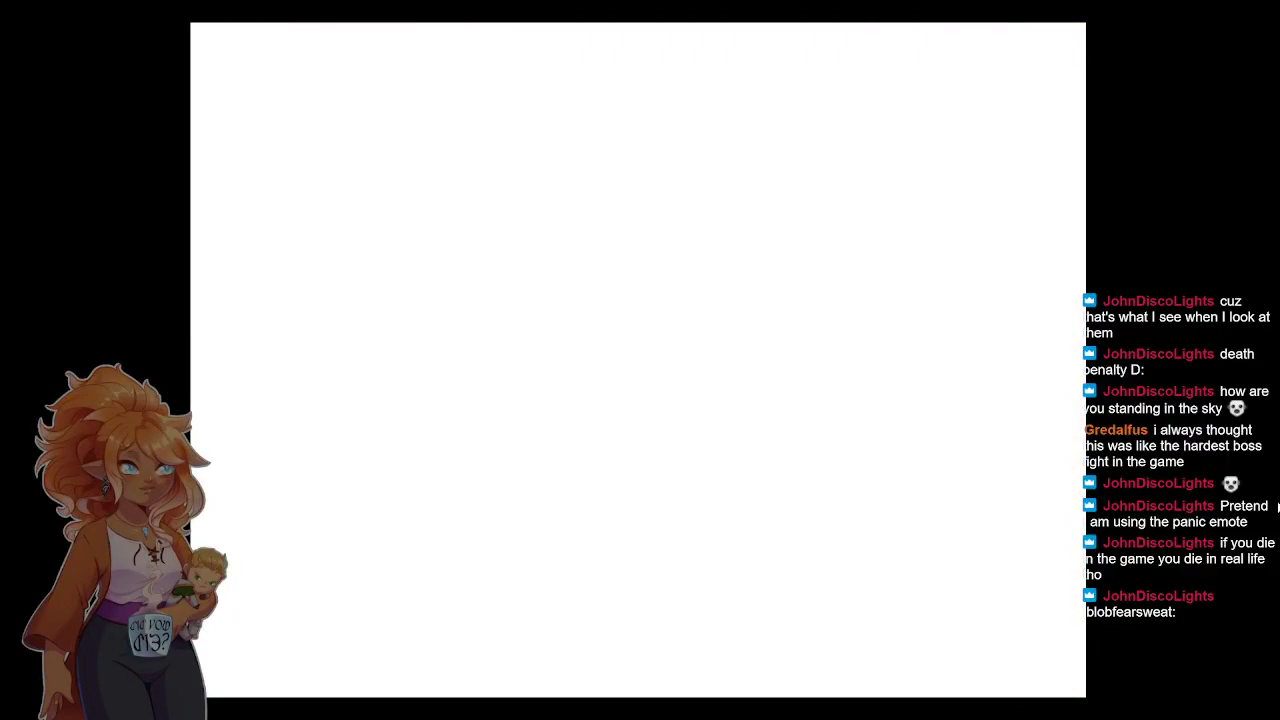 JohnDiscoLights cuz
hat's what I see when I look at
hem
JohnDiscoLights death
penalty D:
JohnDiscoLights how are
you standing in the sky
Gredalfus i always thought
his was like the hardest boss
ight in the game
JohnDiscoLights
JohnDiscoLights Pretend
am using the panic emote
JohnDiscoLights if you die
n the game you die in real life
ho
JohnDiscoLights
blobfearsweat: